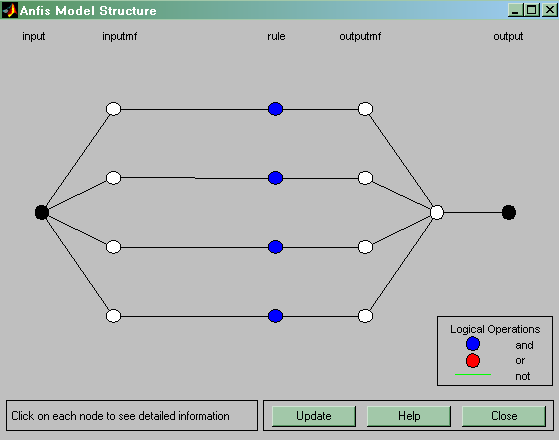 Anfis Model Structure
input inputmf rule outputmf output
Logical Operations
and
or
not
Click on each node to see detailed information
Update Help Close